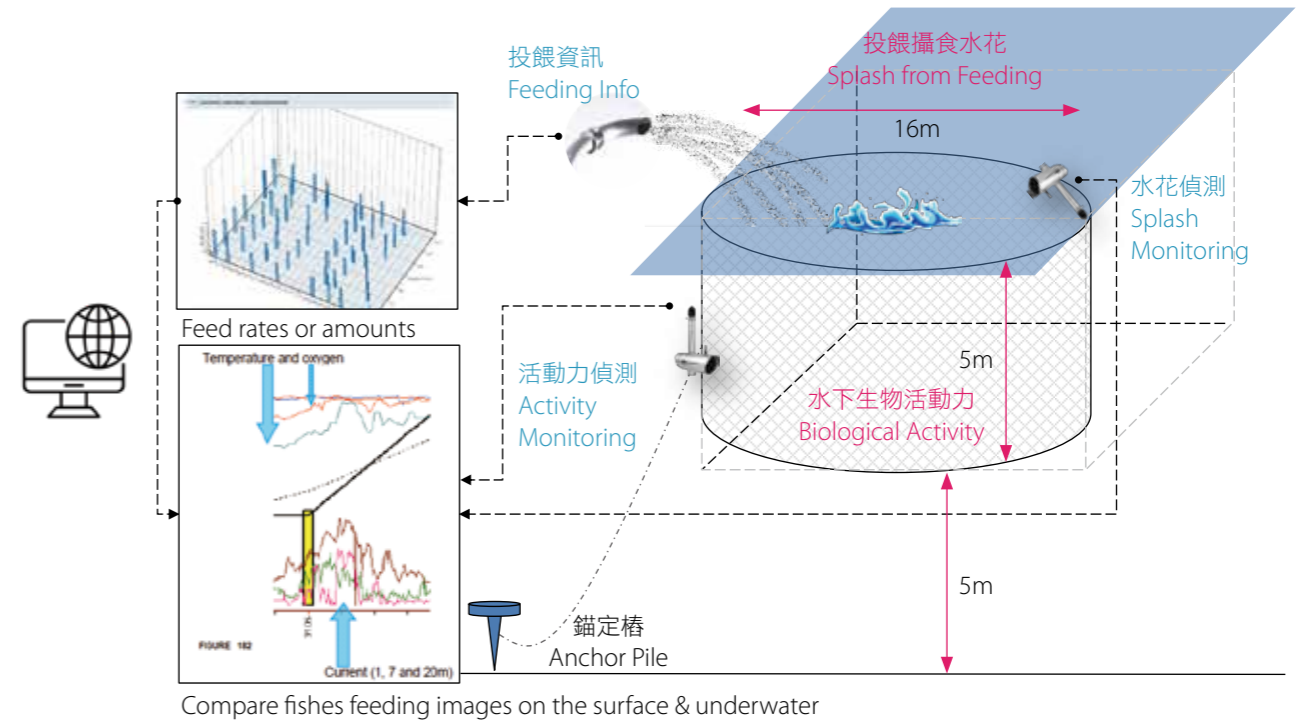 投餵資訊
Feeding Info
投餵攝食水花
Splash from Feeding
16m
水花偵測
Splash
Monitoring
Feed rates or amounts
Temperature and oxygen
活動力偵測
Activity
Monitoring
5m
水下生物活動力
Biological Activity
5m
FIGURE 182
錨定樁
Anchor Pile
Current (1, 7 and 20m)
Compare fishes feeding images on the surface & underwater